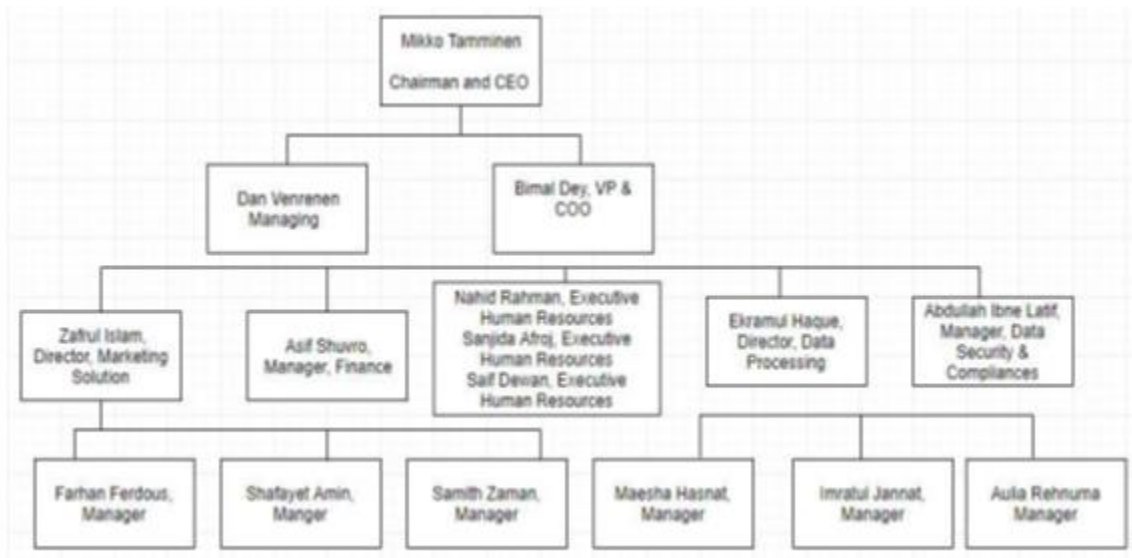 Mikko Tamminen
Chairman and CEO
Dan Venrenen
Managing
Bimal Dey, VP &
COO
Zafrul Islam,
Director, Marketing
Solution
Asif Shuvro,
Manager, Finance
Nahid Rahman, Executive
Human Resources
Sanjida Afroj, Executive
Human Resources
Saif Dewan, Executive
Human Resources
Ekramul Haque,
Director, Data
Processing
Abdullah Ibne Latif,
Manager, Data
Security &
Compliances
Farhan Ferdous,
Manager
Shafayet Amin,
Manger
Samith Zaman,
Manager
Maesha Hasnat,
Manager
Imratul Jannat,
Manager
Aulia Rehnuma
Manager